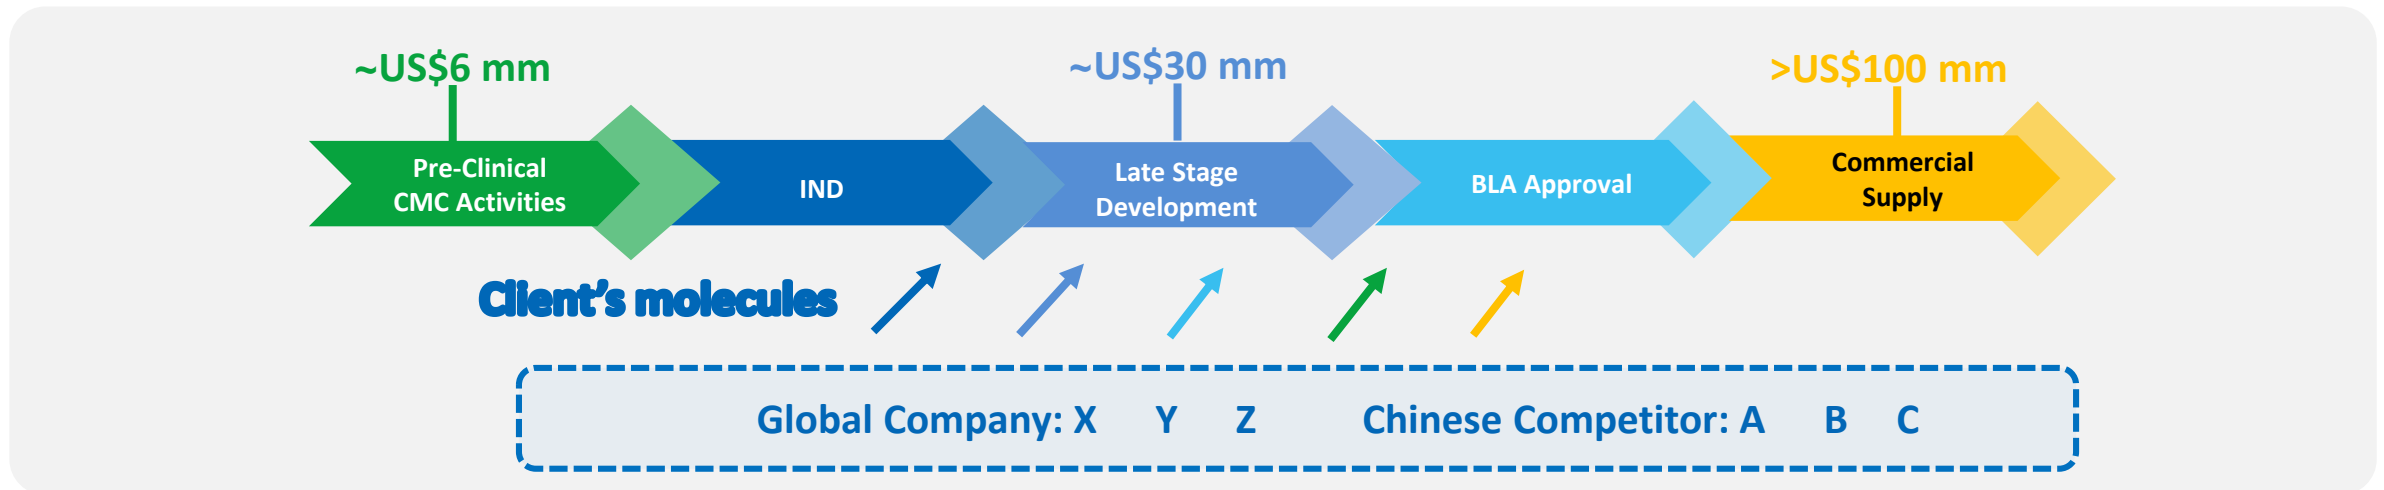 ~US$6 mm
~US$30 mm
>US$100 mm
Pre-Clinical
CMC Activities
IND
Late Stage
Development
BLA Approval
Commercial
Supply
Client’s molecules
Global Company: X Y Z Chinese Competitor: A B C